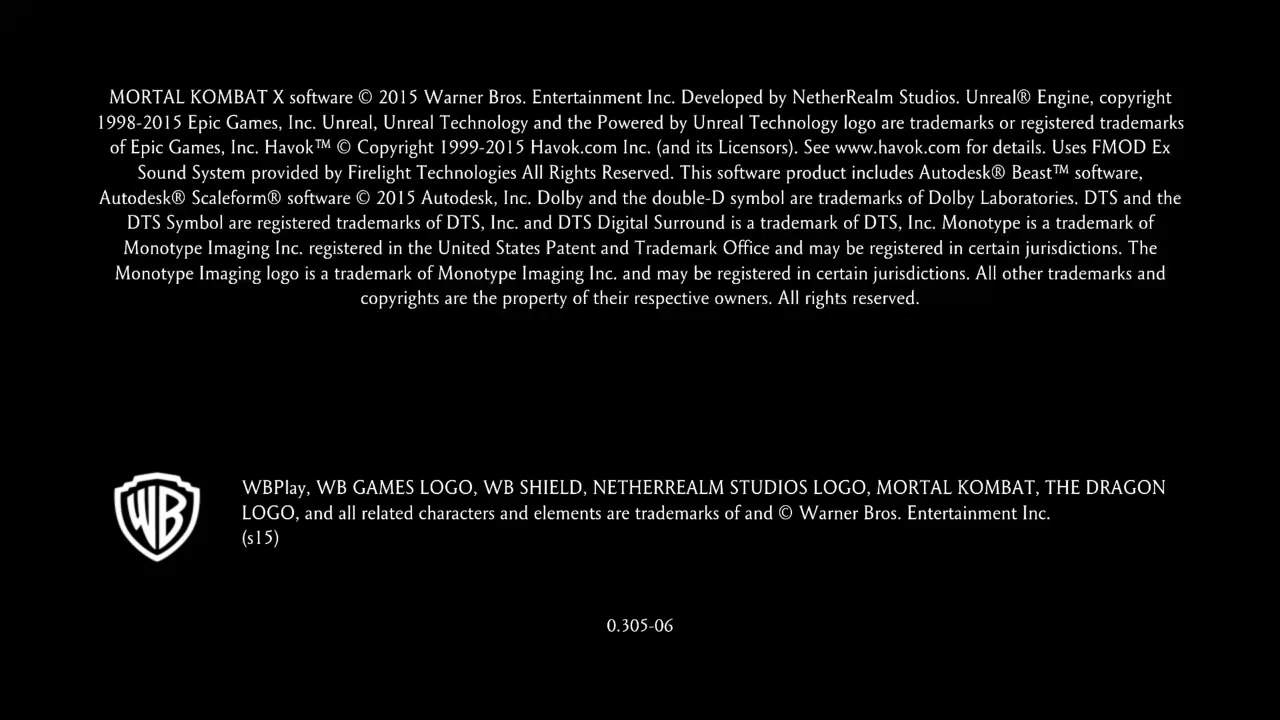 MORTAL KOMBAT X software © 2015 Warner Bros. Entertainment Inc. Developed by NetherRealm Studios. Unreal® Engine, copyright
1998-2015 Epic Games, Inc. Unreal, Unreal Technology and the Powered by Unreal Technology logo are trademarks or registered trademarks
of Epic Games, Inc. Havok™ © Copyright 1999-2015 Havok.com Inc. (and its Licensors). See www.havok.com for details. Uses FMOD Ex
Sound System provided by Firelight Technologies All Rights Reserved. This software product includes Autodesk® Beast™ software,
Autodesk® Scaleform® software © 2015 Autodesk, Inc. Dolby and the double-D symbol are trademarks of Dolby Laboratories. DTS and the
DTS Symbol are registered trademarks of DTS, Inc. and DTS Digital Surround is a trademark of DTS, Inc. Monotype is a trademark of
Monotype Imaging Inc. registered in the United States Patent and Trademark Office and may be registered in certain jurisdictions. The
Monotype Imaging logo is a trademark of Monotype Imaging Inc. and may be registered in certain jurisdictions. All other trademarks and
copyrights are the property of their respective owners. All rights reserved.
WB
WBPlay, WB GAMES LOGO, WB SHIELD, NETHERREALM STUDIOS LOGO, MORTAL KOMBAT, THE DRAGON
LOGO, and all related characters and elements are trademarks of and © Warner Bros. Entertainment Inc.
(s15)
0.305-06